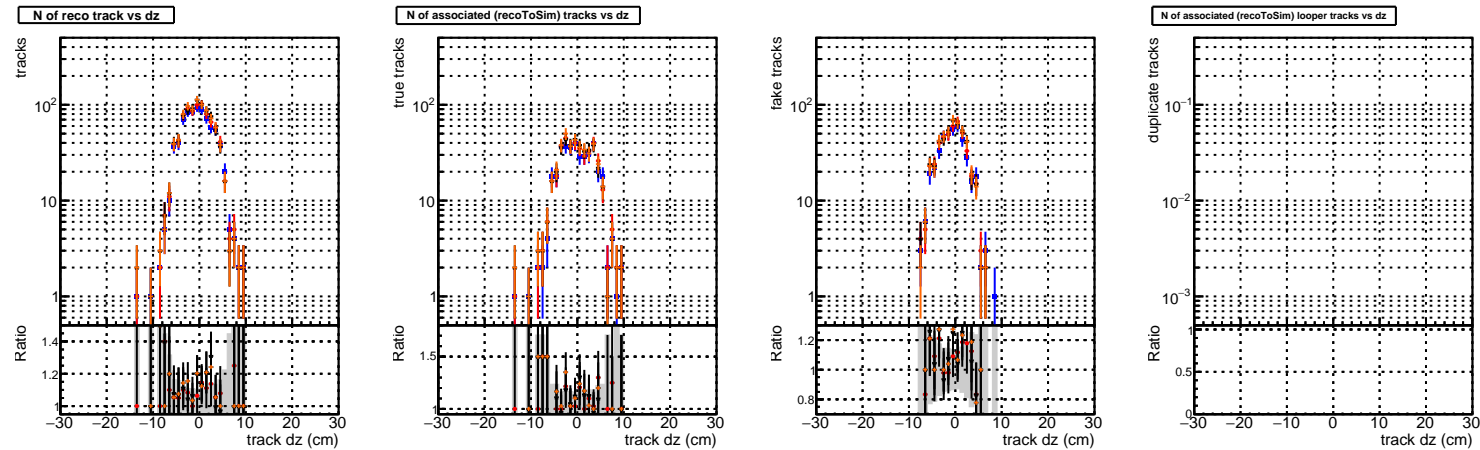 N of reco track vs dz
tracks
10²
10
1
Ratio
1.4
1.2
1
−30 −20 −10 0 10 20 30
track dz (cm)
N of associated (recoToSim) tracks vs dz
true tracks
10²
10
1
Ratio
1.5
1
−30 −20 −10 0 10 20 30
track dz (cm)
fake tracks
10²
10
1
Ratio
1.2
1
0.8
−30 −20 −10 0 10 20 30
track dz (cm)
N of associated (recoToSim) looper tracks vs dz
duplicate tracks
10⁻¹
10⁻²
10⁻³
Ratio
1
0.5
0
−30 −20 −10 0 10 20 30
track dz (cm)